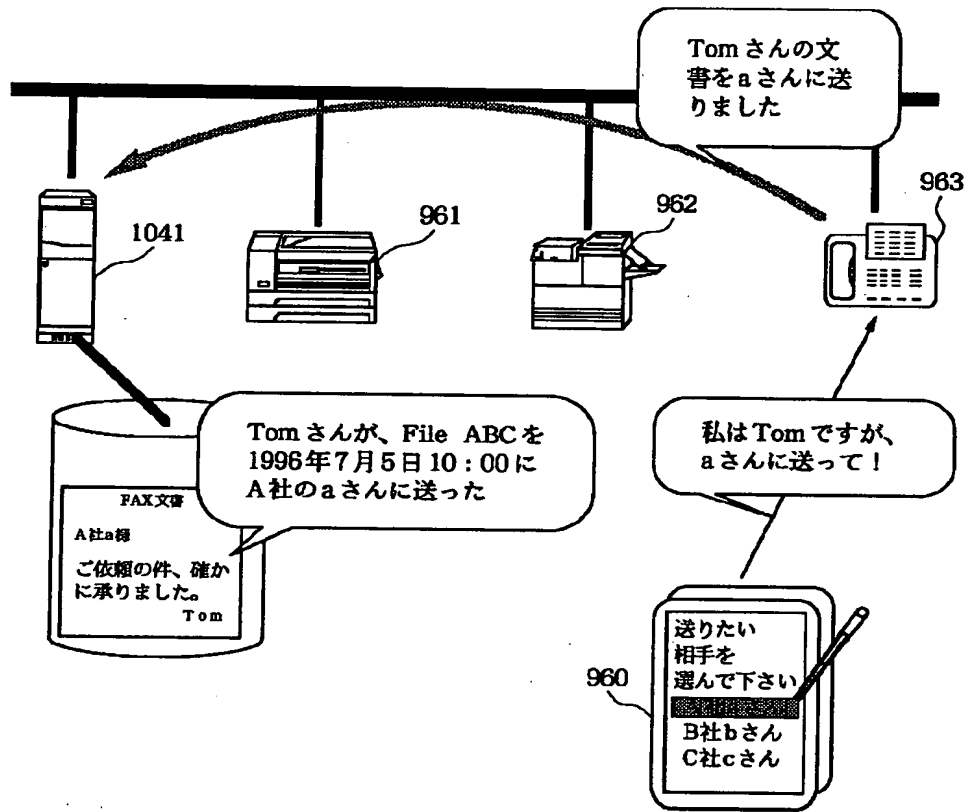 Tomさんの文
書をaさんに送
りました
963
962
961
1041
Tomさんが、File ABCを
1996年7月5日10：00に
A社のaさんに送った
私はTomですが、
aさんに送って！
FAX文書
A社a様
ご依頼の件、確か
に承りました。
Tom
960
送りたい
相手を
選んで下さい
B社bさん
C社cさん